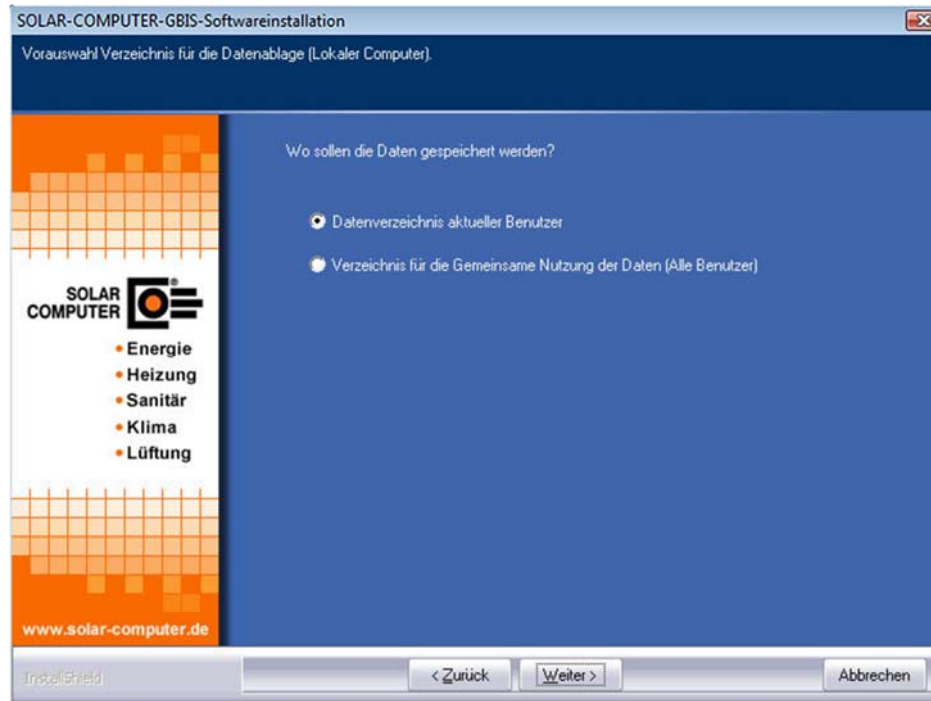 SOLAR-COMPUTER-GBIS-Softwareinstallation
Vorauswahl Verzeichnis für die Datenablage (Lokaler Computer).
Wo sollen die Daten gespeichert werden?
Datenverzeichnis aktueller Benutzer
Verzeichnis für die Gemeinsame Nutzung der Daten (Alle Benutzer)
SOLAR
COMPUTER
®
• Energie
• Heizung
• Sanitär
• Klima
• Lüftung
www.solar-computer.de
InstallShield
< Zurück
Weiter >
Abbrechen